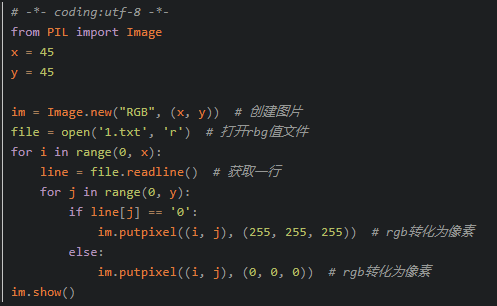 # -*- coding:utf-8 -*-
from PIL import Image
x = 45
y = 45
im = Image.new("RGB", (x, y))  # 创建图片
file = open('1.txt', 'r')  # 打开rbg值文件
for i in range(0, x):
    line = file.readline()  # 获取一行
    for j in range(0, y):
        if line[j] == '0':
            im.putpixel((i, j), (255, 255, 255))  # rgb转化为像素
        else:
            im.putpixel((i, j), (0, 0, 0))  # rgb转化为像素
im.show()